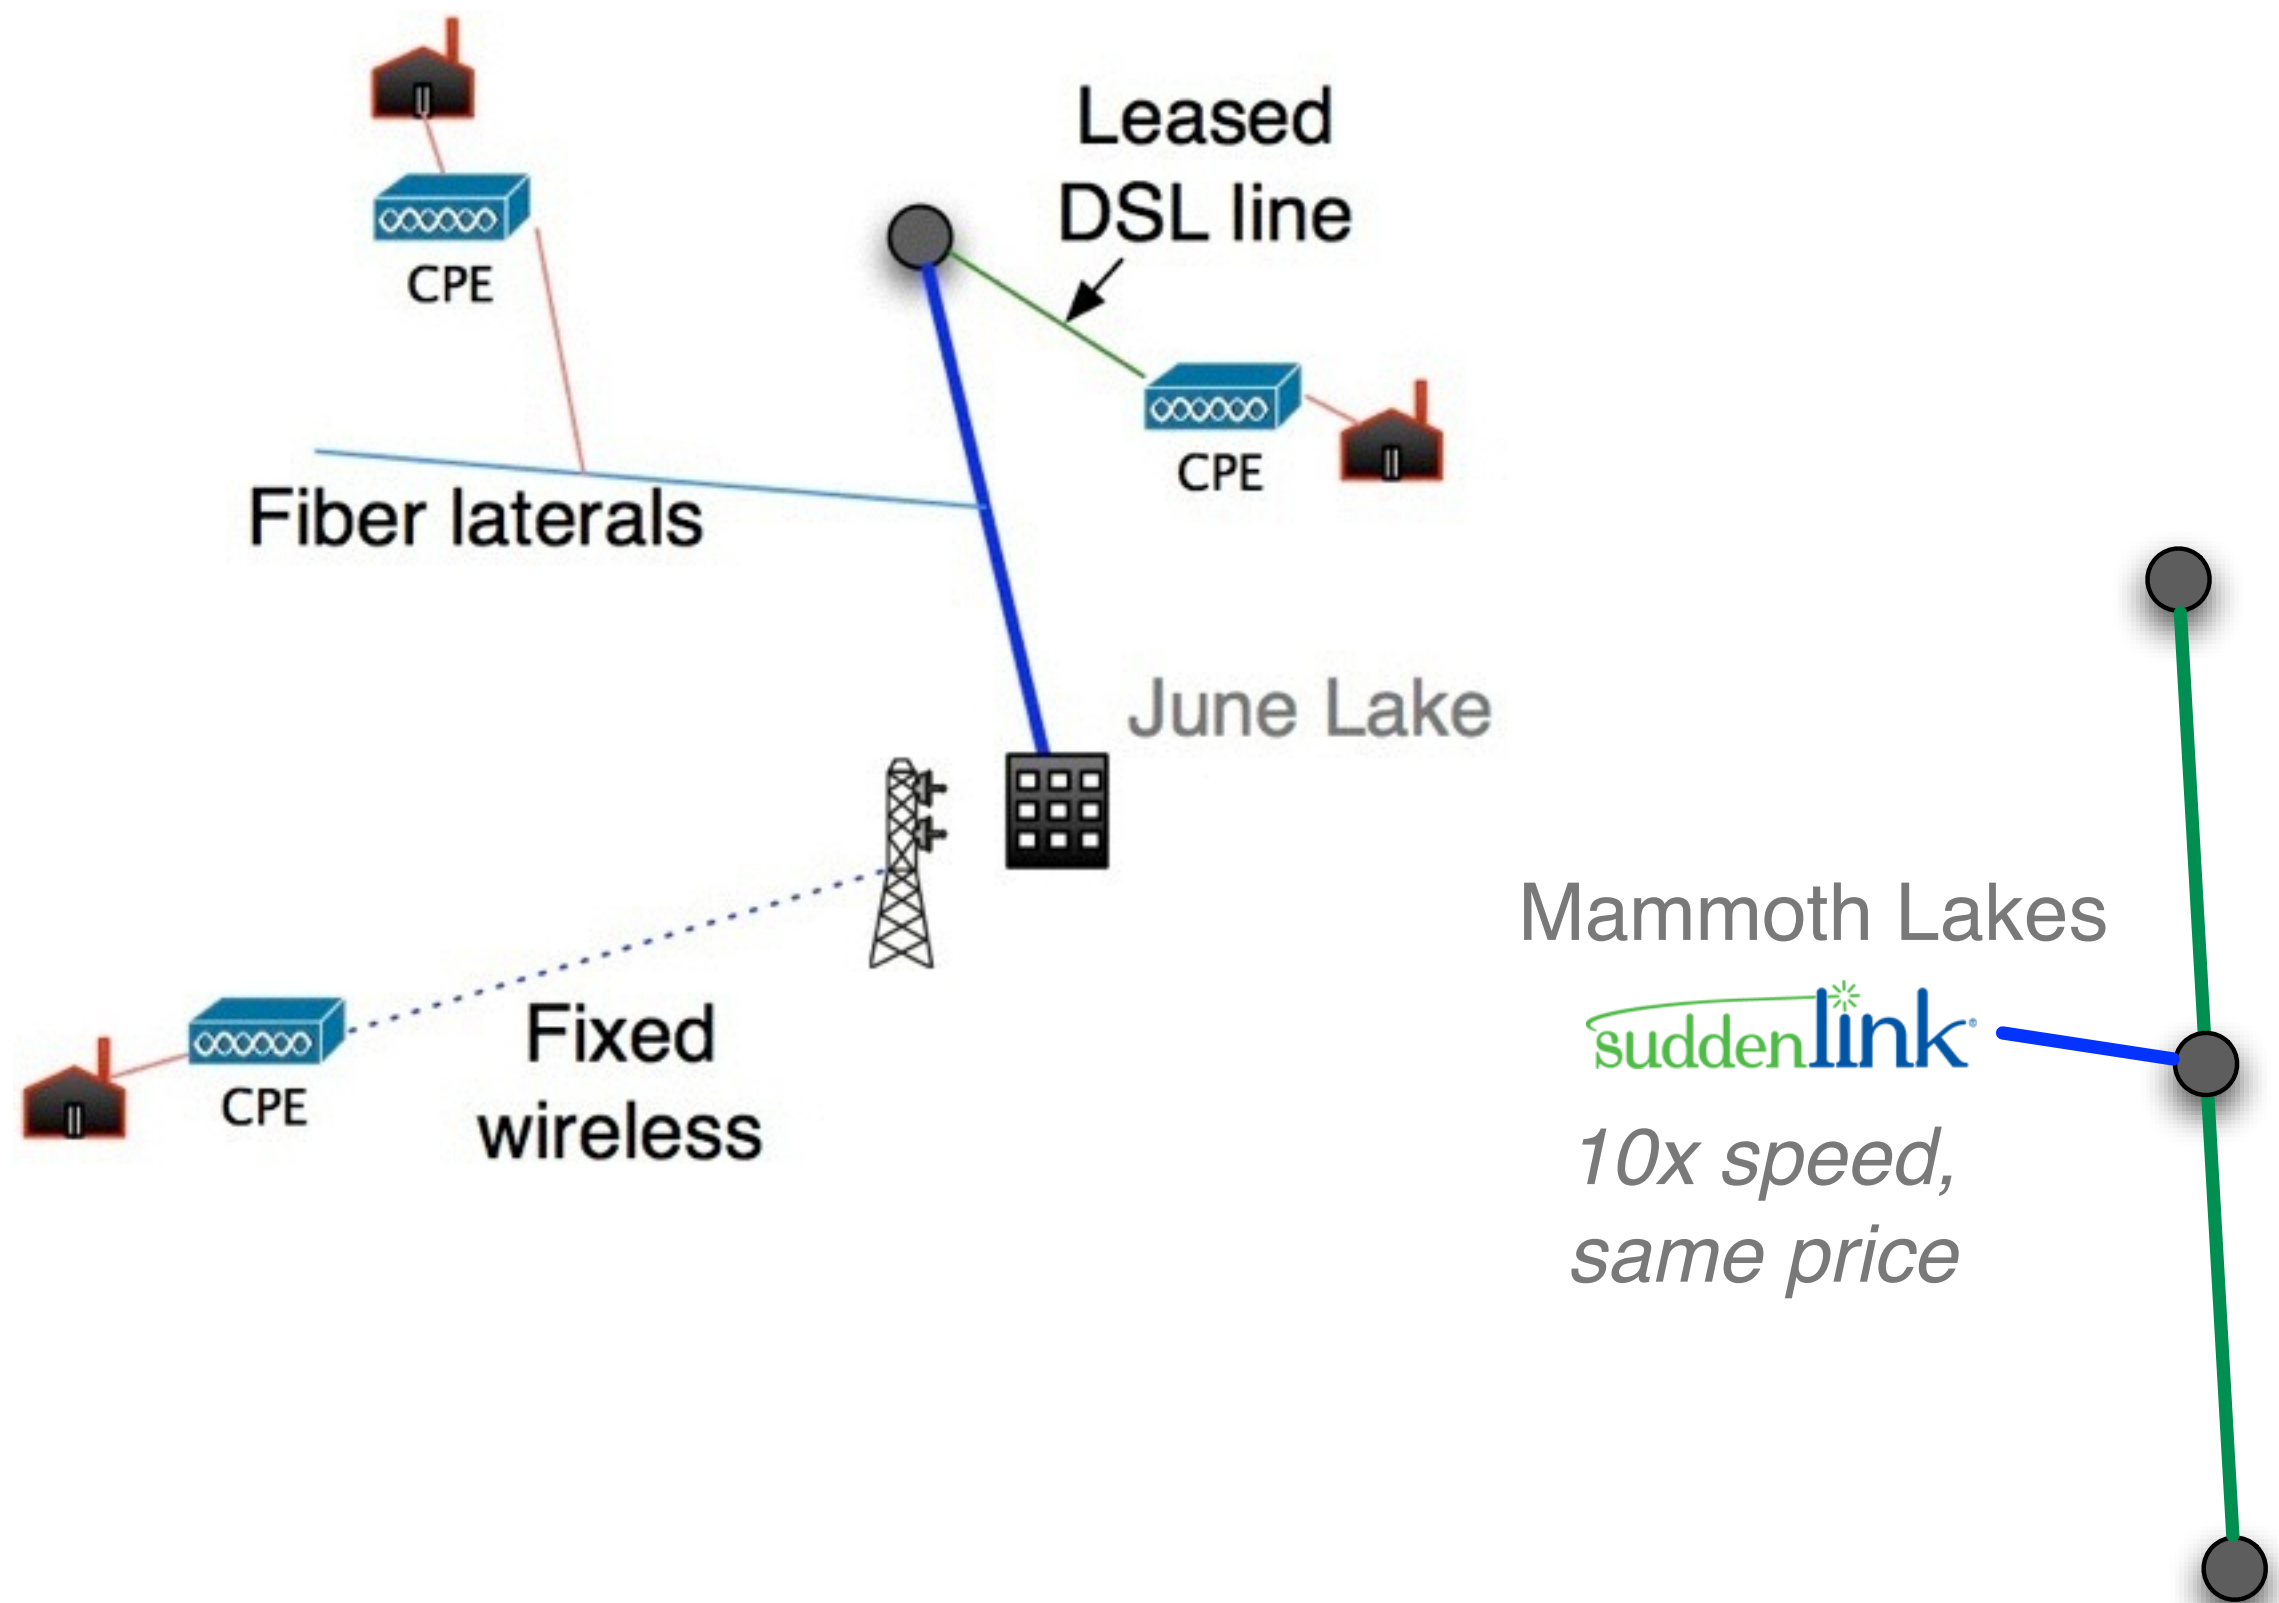 Leased
DSL line
CPE
CPE
Fiber laterals
June Lake
Mammoth Lakes
suddenlink®
Fixed
wireless
CPE
10x speed,
same price